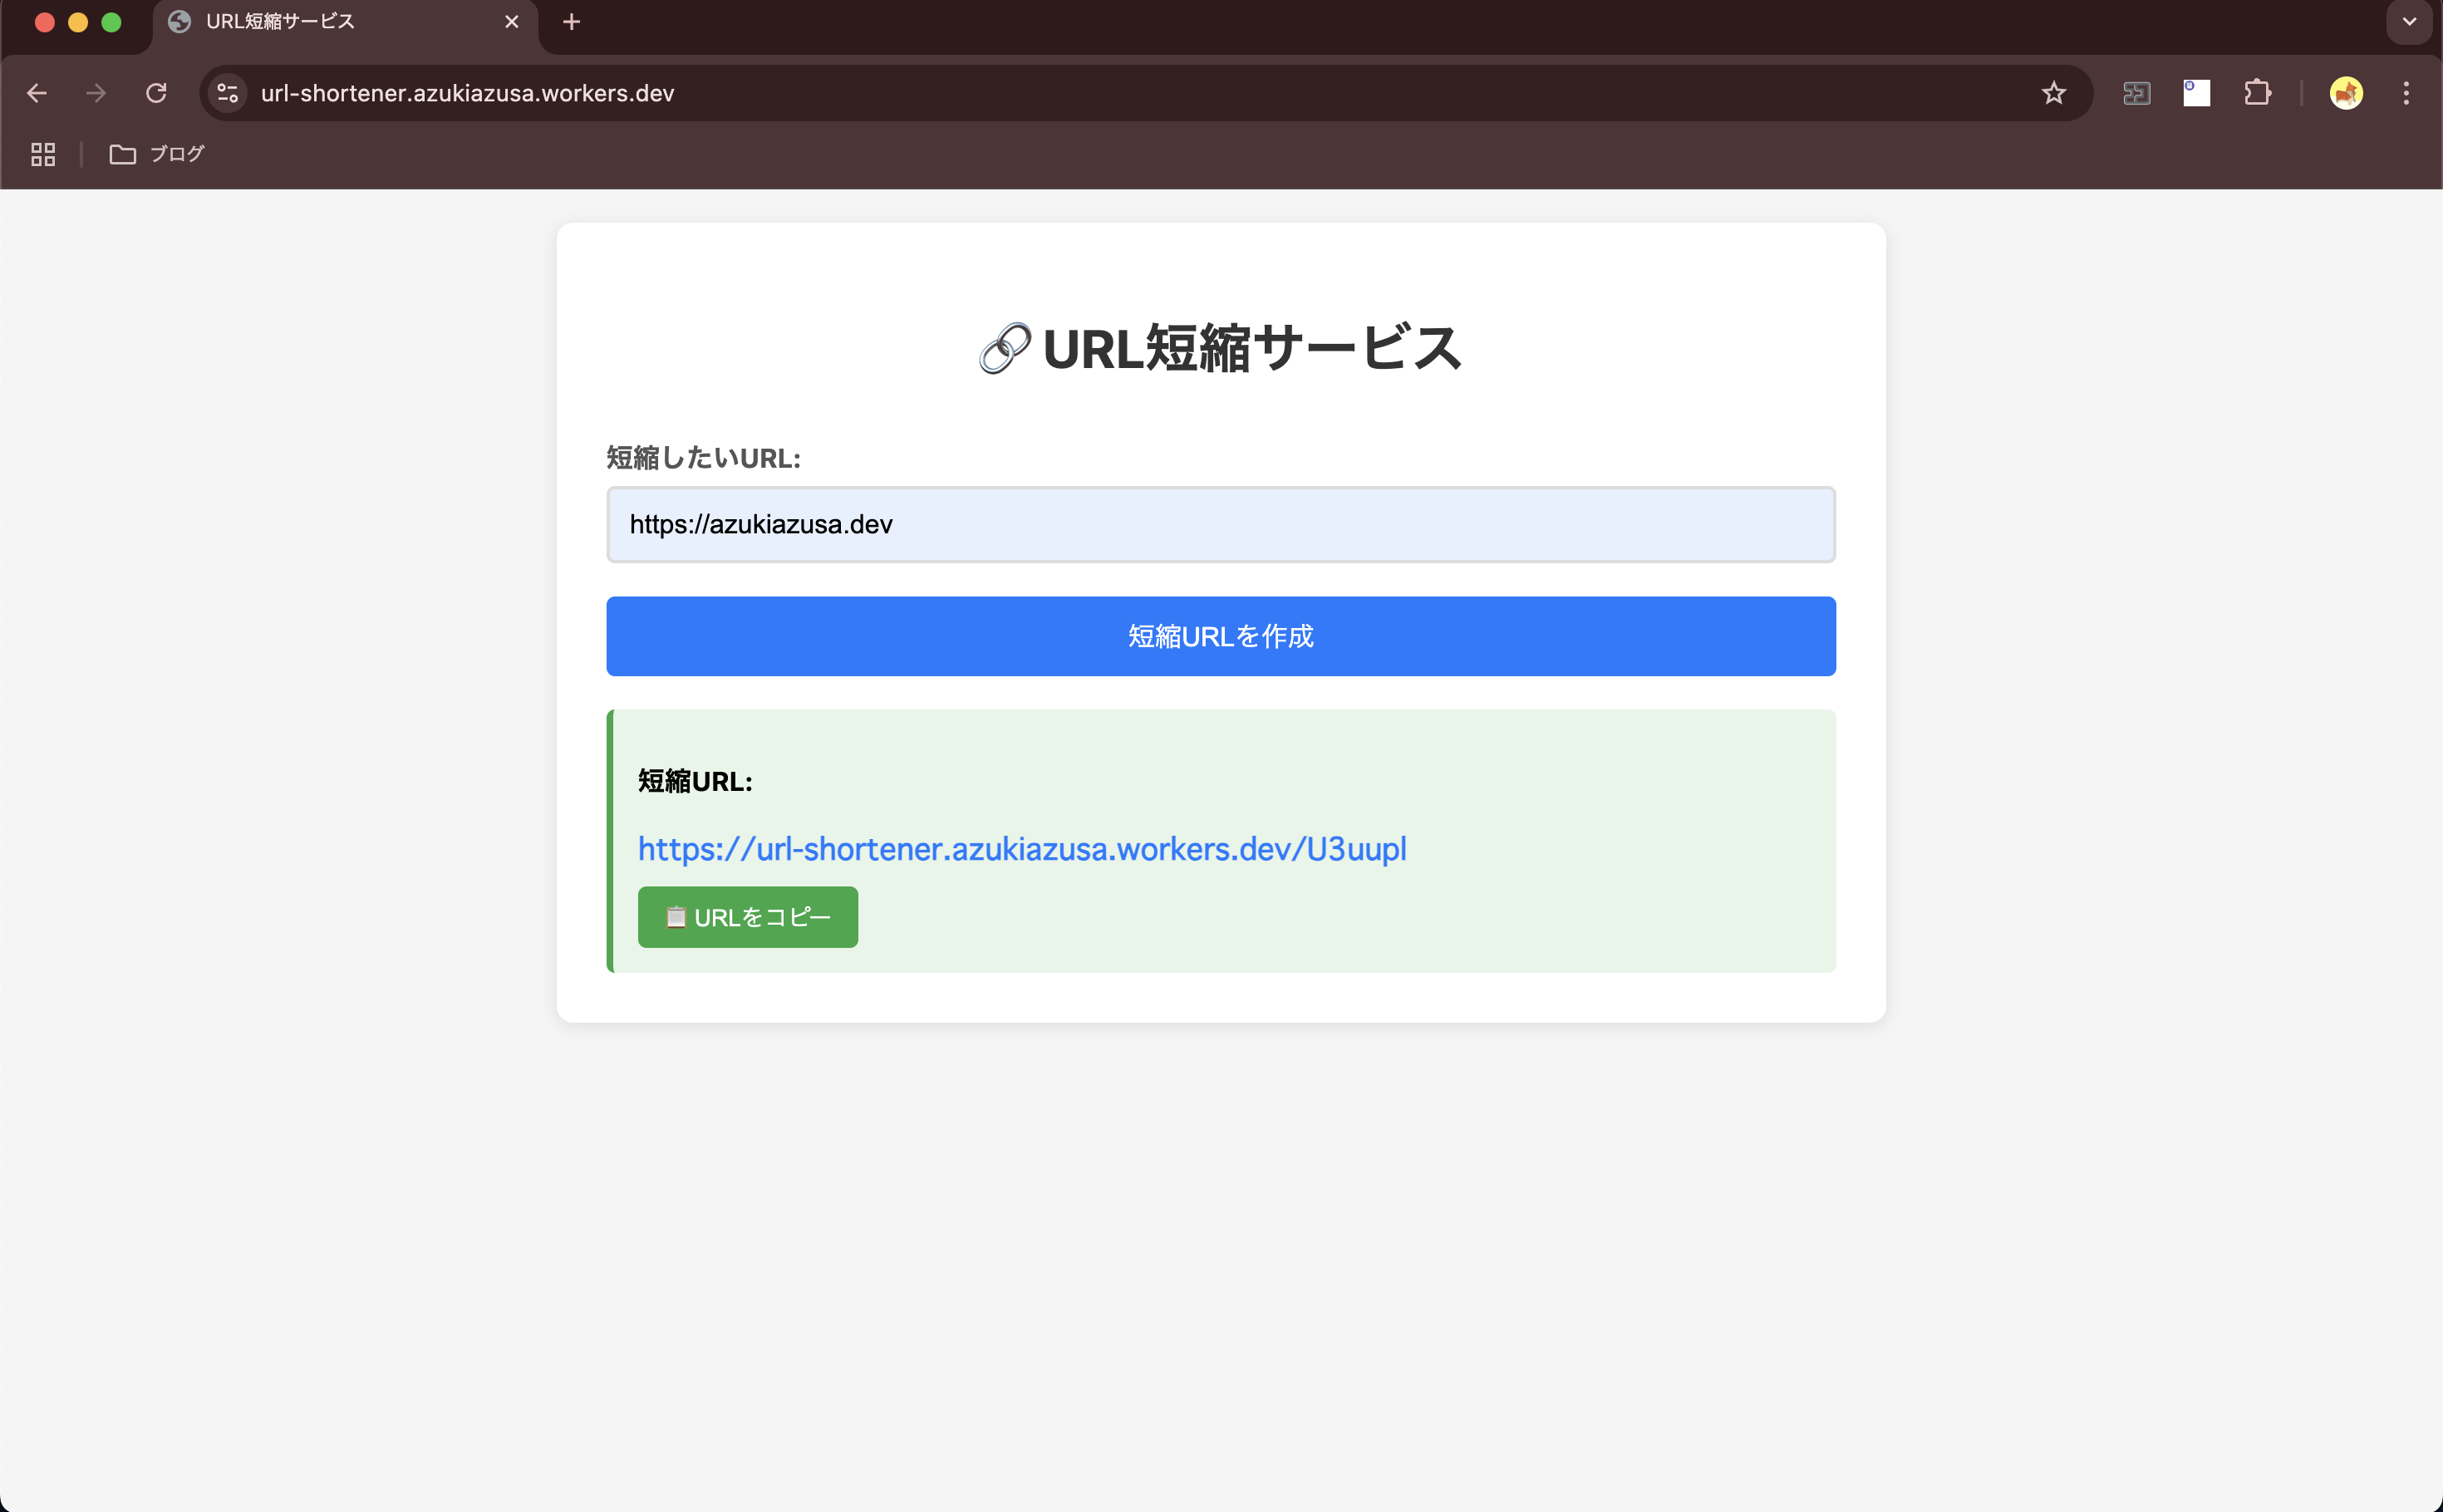 URL短縮サービス
url-shortener.azukiazusa.workers.dev
ブログ
URL短縮サービス
短縮したいURL:
https://azukiazusa.dev
短縮URLを作成
短縮URL:
https://url-shortener.azukiazusa.workers.dev/U3uupl
URLをコピー